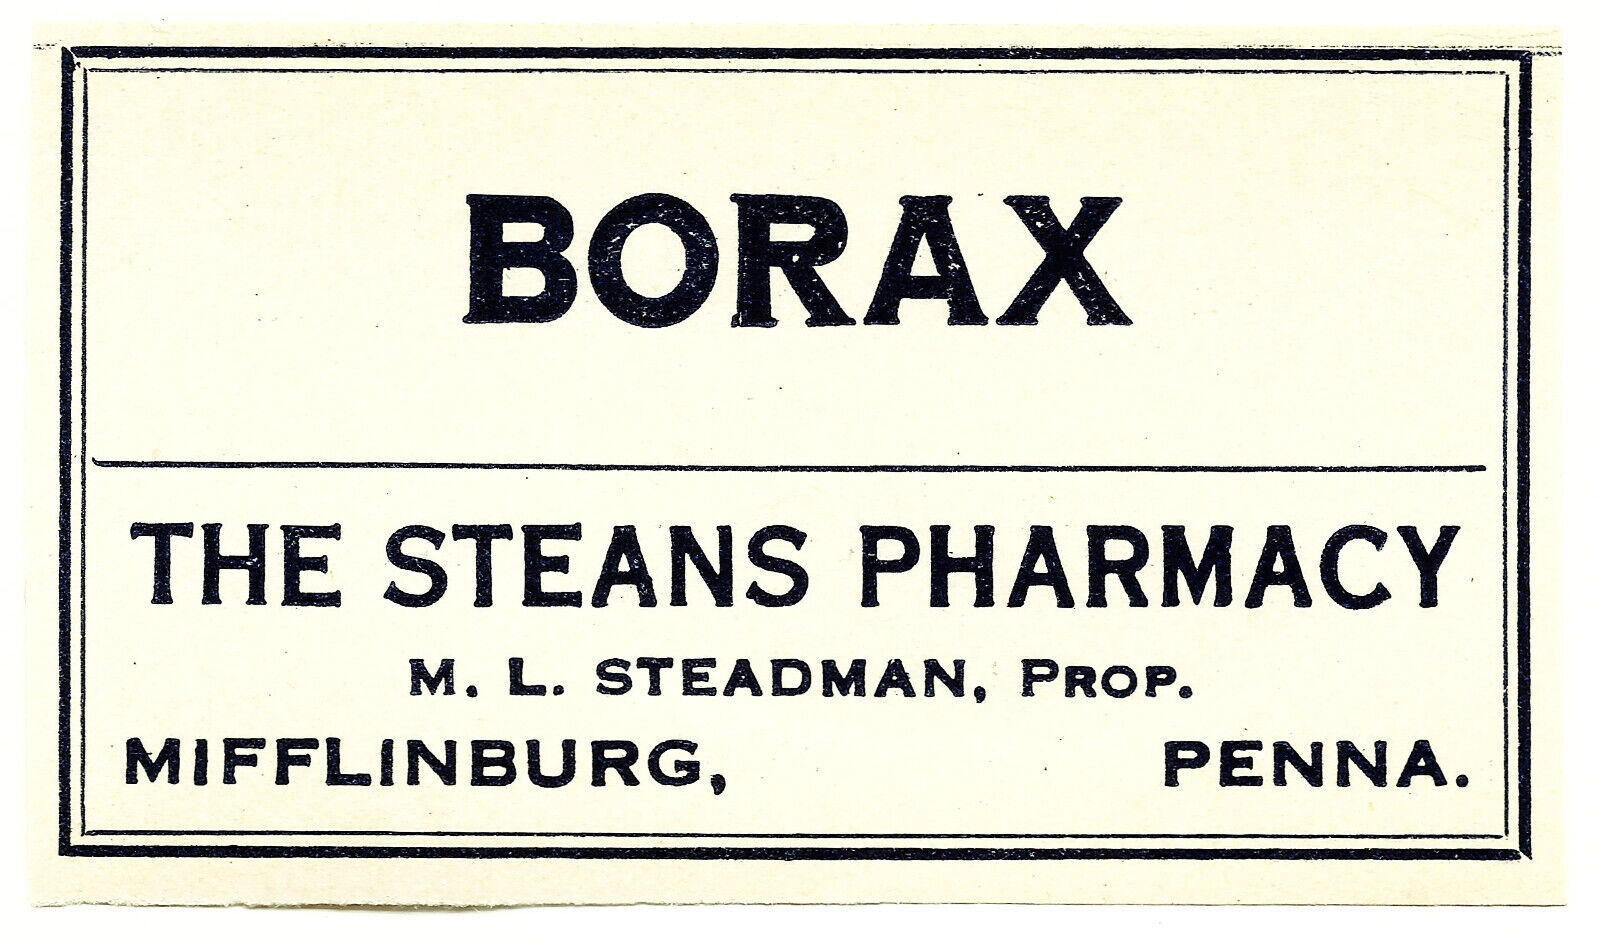 BORAX
THE STEANS PHARMACY
M. L. STEADMAN, PROP.
MIFFLINBURG, PENNA.